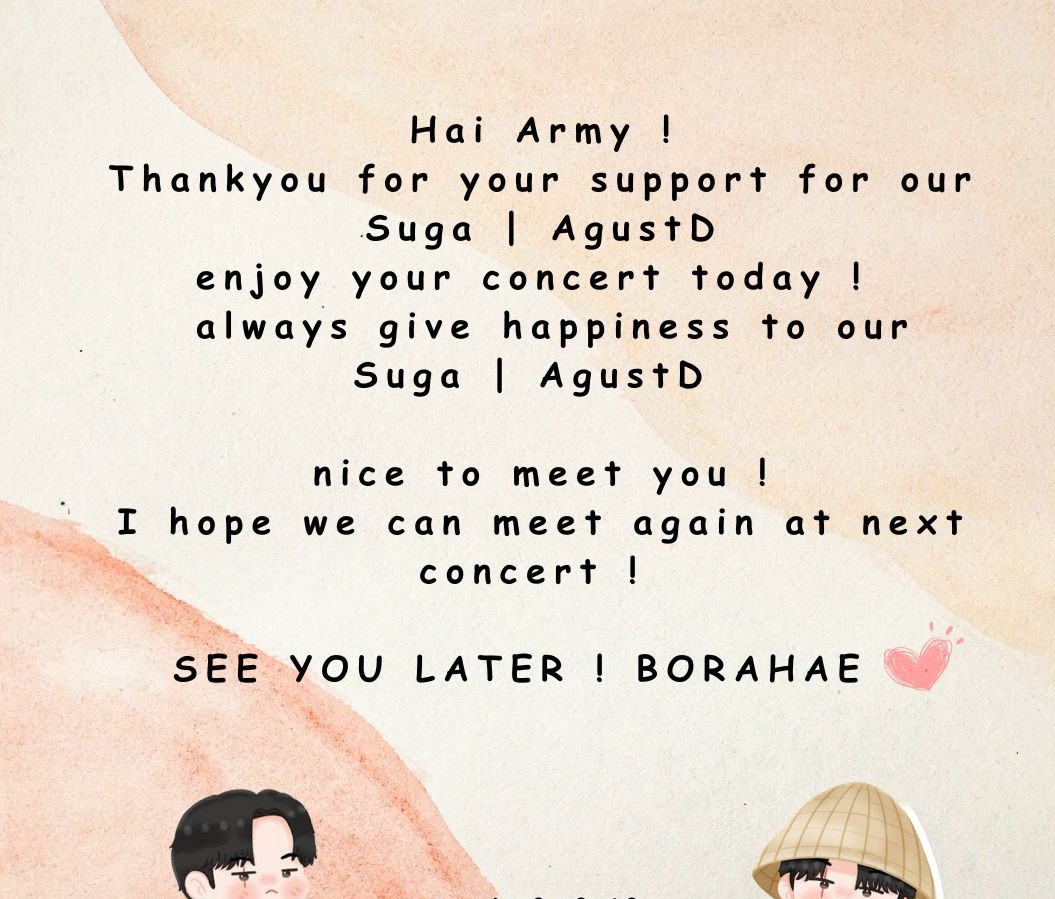 Hai Army !
Thankyou for your support for our
Suga | AgustD
enjoy your concert today !
always give happiness to our
Suga | AgustD
nice to meet you !
I hope we can meet again at next
concert !
SEE YOU LATER ! BORAHAE